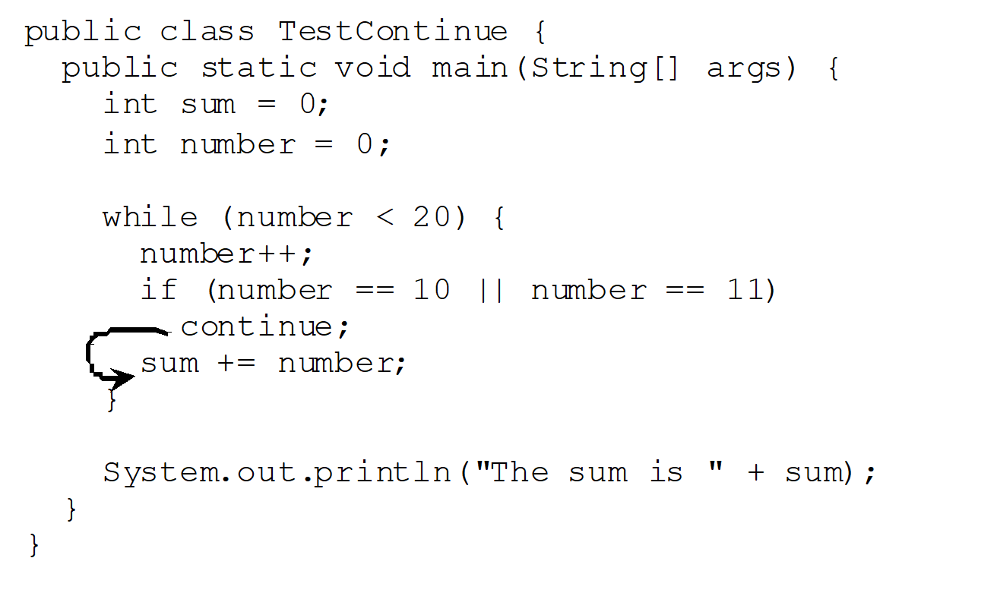 public class TestContinue {
public static void main(String[] args) {
int sum = 0;
int number = 0;
while (number < 20) {
number++;
if (number == 10 || number == 11)
continue;
sum += number;
}
System.out.println("The sum is " + sum);
}
}